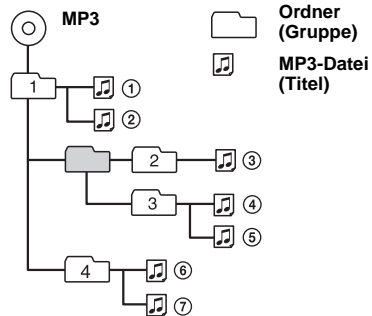 MP3
Ordner
(Gruppe)
MP3-Datei
(Titel)
1
①
②
2
③
3
④
⑤
4
⑥
⑦